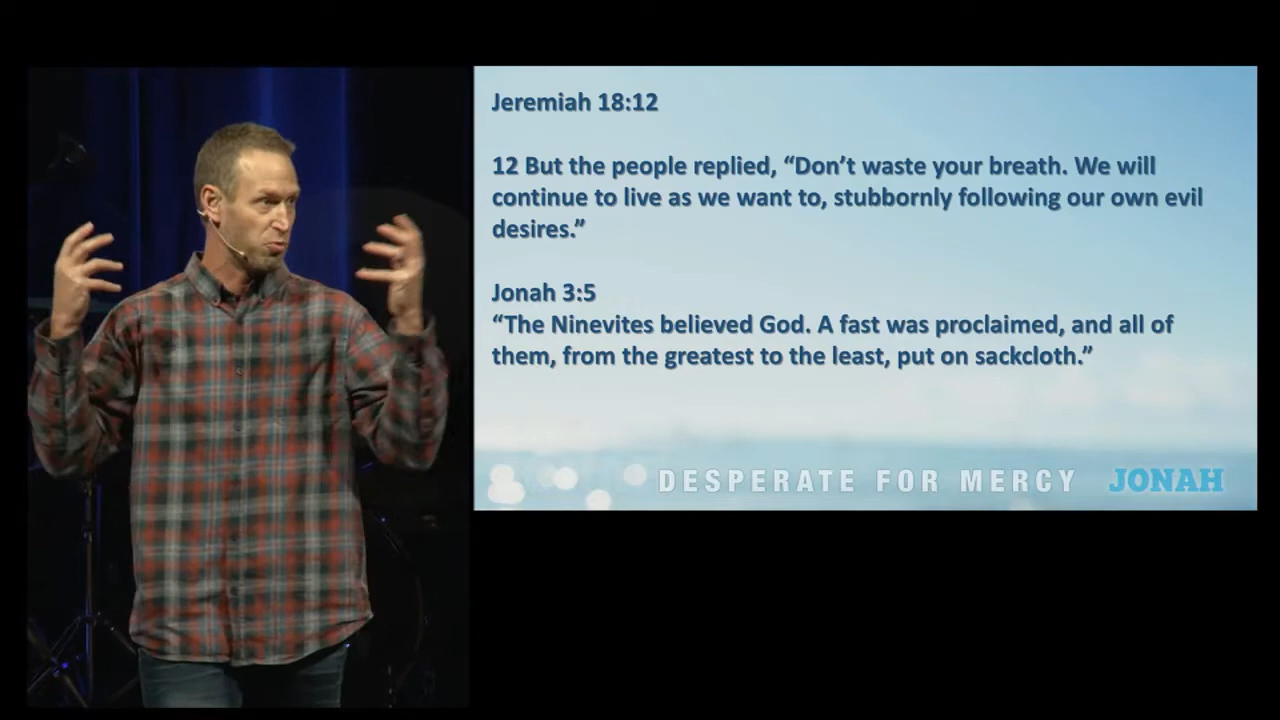 Jeremiah 18:12
12 But the people replied, “Don’t waste your breath. We will
continue to live as we want to, stubbornly following our own evil
desires.”
Jonah 3:5
“The Ninevites believed God. A fast was proclaimed, and all of
them, from the greatest to the least, put on sackcloth.”
DESPERATE FOR MERCY JONAH